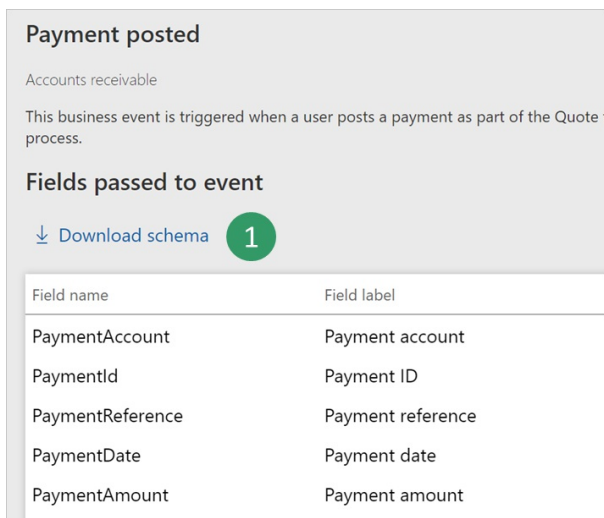 Payment posted
Accounts receivable
This business event is triggered when a user posts a payment as part of the Quote
process.
Fields passed to event
Download schema 1
Field name Field label
PaymentAccount Payment account
PaymentId Payment ID
PaymentReference Payment reference
PaymentDate Payment date
PaymentAmount Payment amount